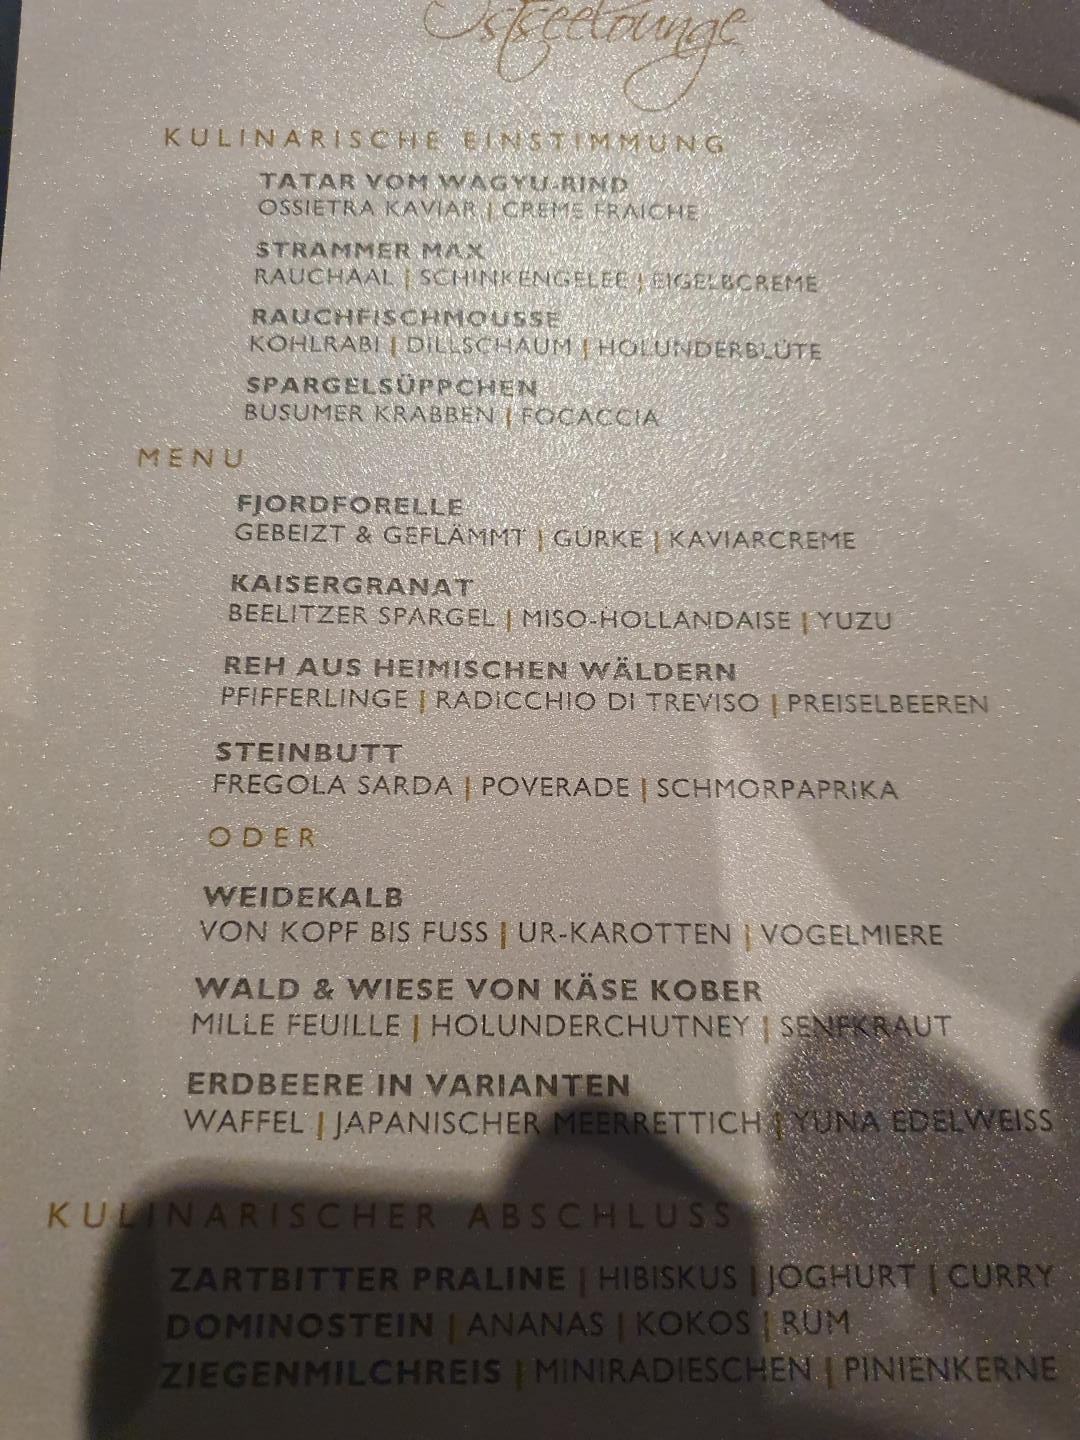 Ostseelounge
KULINARISCHE EINSTIMMUNG
TATAR VOM WAGYU-RIND
OSSIETRA KAVIAR | CREME FRAICHE
STRAMMER MAX
RAUCHAAL | SCHINKENGELEE | EIGELBCREME
RAUCHFISCHMOUSSE
KOHLRABI | DILLSCHAUM | HOLUNDERBLÜTE
SPARGELSÜPPCHEN
BUSUMER KRABBEN | FOCACCIA
MENU
FJORDFORELLE
GEBEIZT & GEFLÄMMT | GURKE | KAVIARCREME
KAISERGRANAT
BEELITZER SPARGEL | MISO-HOLLANDAISE | YUZU
REH AUS HEIMISCHEN WÄLDERN
PFIFFERLINGE | RADICCHIO DI TREVISO | PREISELBEEREN
STEINBUTT
FREGOLA SARDA | POVERADE | SCHMORPAPRIKA
ODER
WEIDEKALB
VON KOPF BIS FUSS | UR-KAROTTEN | VOGELMIERE
WALD & WIESE VON KÄSE KOBER
MILLE FEUILLE | HOLUNDERCHUTNEY | SENFKRAUT
ERDBEERE IN VARIANTEN
WAFFEL | JAPANISCHER MEERRETTICH | YUNA EDELWEISS
KULINARISCHER ABSCHLUSS
ZARTBITTER PRALINE | HIBISKUS | JOGHURT | CURRY
DOMINOSTEIN | ANANAS | KOKOS | RUM
ZIEGENMILCHREIS | MINIRADIESCHEN | PINIENKERNE